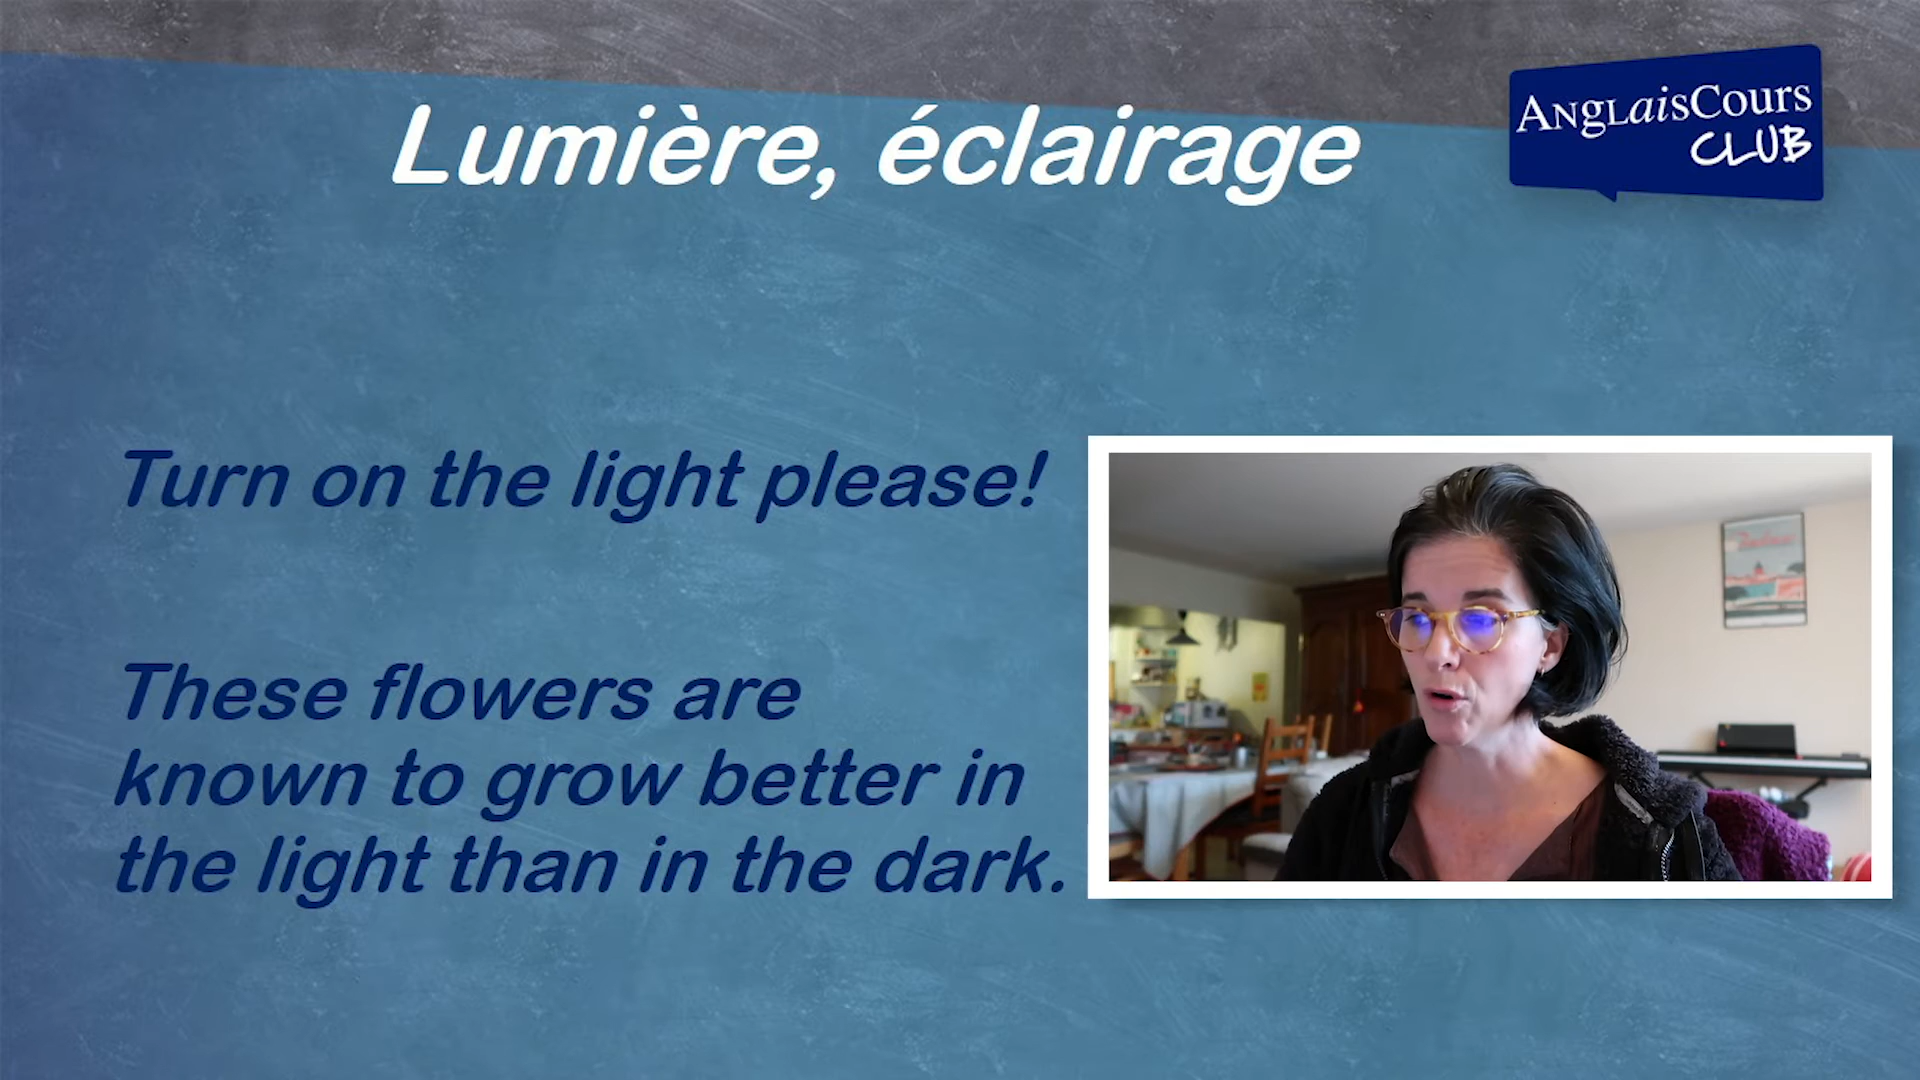 Lumière, éclairage
AnglaisCours
CLUB
Turn on the light please!
These flowers are
known to grow better in
the light than in the dark.